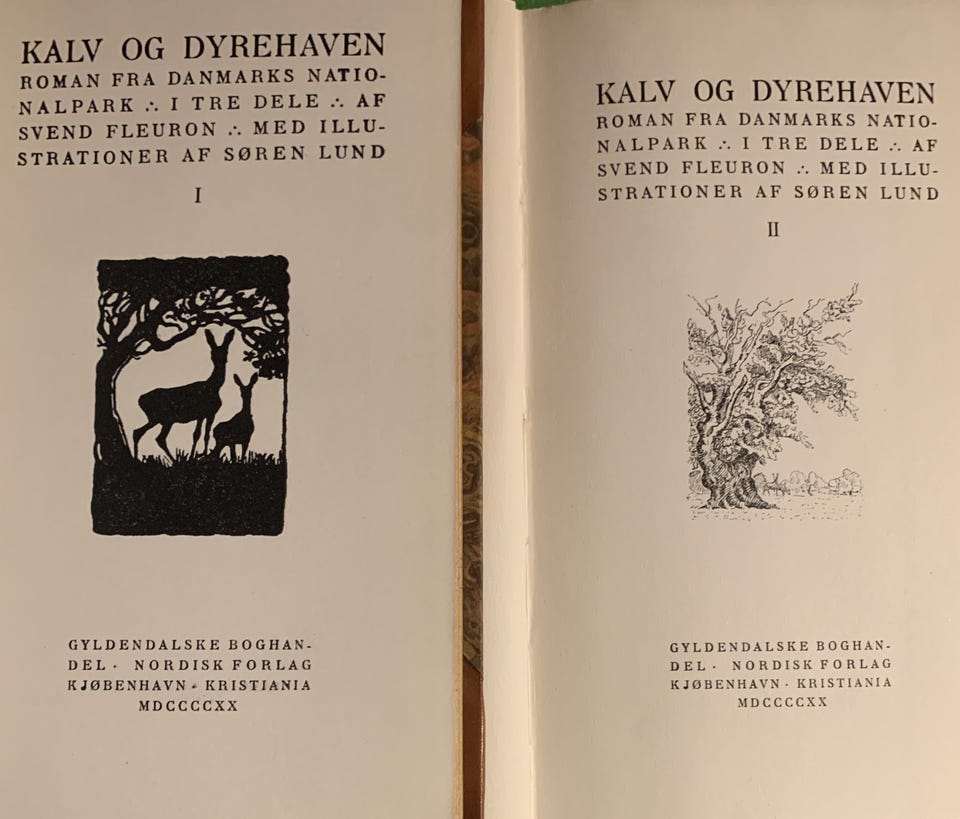 KALV OG DYREHAVEN
ROMAN FRA DANMARKS NATIO-
NALPARK ∴ I TRE DELE ∴ AF
SVEND FLEURON ∴ MED ILLU-
STRATIONER AF SØREN LUND
I
GYLDENDALSKE BOGHAN-
DEL · NORDISK FORLAG
KJØBENHAVN · KRISTIANIA
MDCCCCXX
KALV OG DYREHAVEN
ROMAN FRA DANMARKS NATIO-
NALPARK ∴ I TRE DELE ∴ AF
SVEND FLEURON ∴ MED ILLU-
STRATIONER AF SØREN LUND
II
GYLDENDALSKE BOGHAN-
DEL · NORDISK FORLAG
KJØBENHAVN · KRISTIANIA
MDCCCCXX